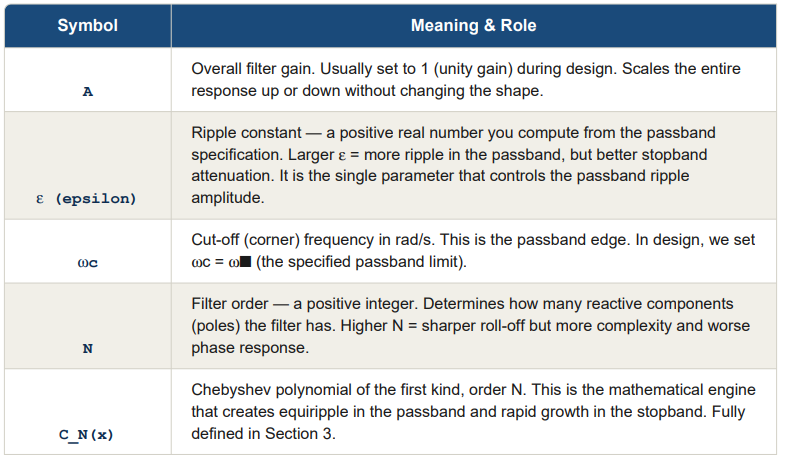 Symbol Meaning & Role
Overall filter gain. Usually set to 1 (unity gain) during design. Scales the entire
response up or down without changing the shape.
A
Ripple constant — a positive real number you compute from the passband
specification. Larger ε = more ripple in the passband, but better stopband
attenuation. It is the single parameter that controls the passband ripple
amplitude.
ε (epsilon)
Cut-off (corner) frequency in rad/s. This is the passband edge. In design, we set
ωc = ω■ (the specified passband limit).
ωc
Filter order — a positive integer. Determines how many reactive components
(poles) the filter has. Higher N = sharper roll-off but more complexity and worse
phase response.
N
Chebyshev polynomial of the first kind, order N. This is the mathematical engine
that creates equiripple in the passband and rapid growth in the stopband. Fully
defined in Section 3.
C_N(x)